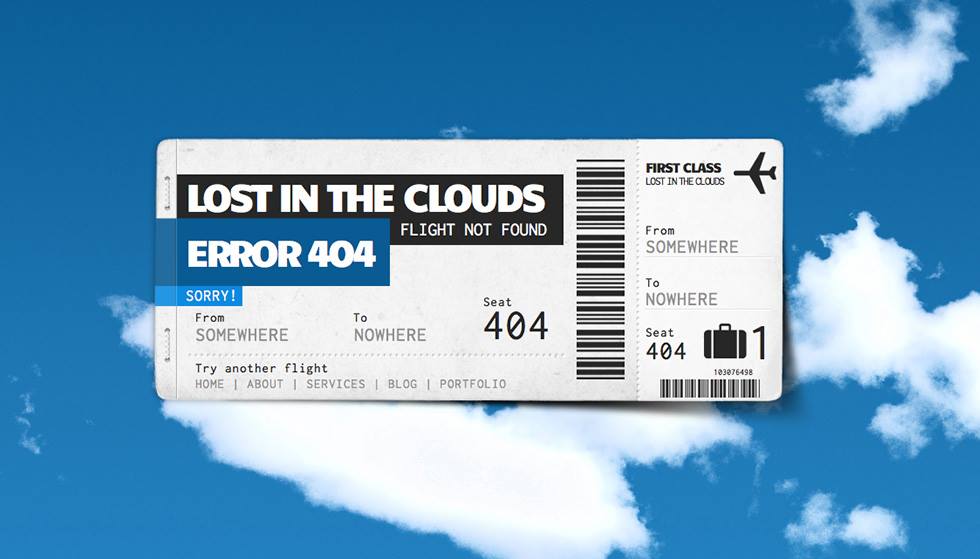 LOST IN THE CLOUDS
FLIGHT NOT FOUND
ERROR 404
SORRY!
From
SOMEWHERE
To
NOWHERE
Seat
404
Try another flight
HOME | ABOUT | SERVICES | BLOG | PORTFOLIO
FIRST CLASS
LOST IN THE CLOUDS
From
SOMEWHERE
To
NOWHERE
Seat
404
1
103076498